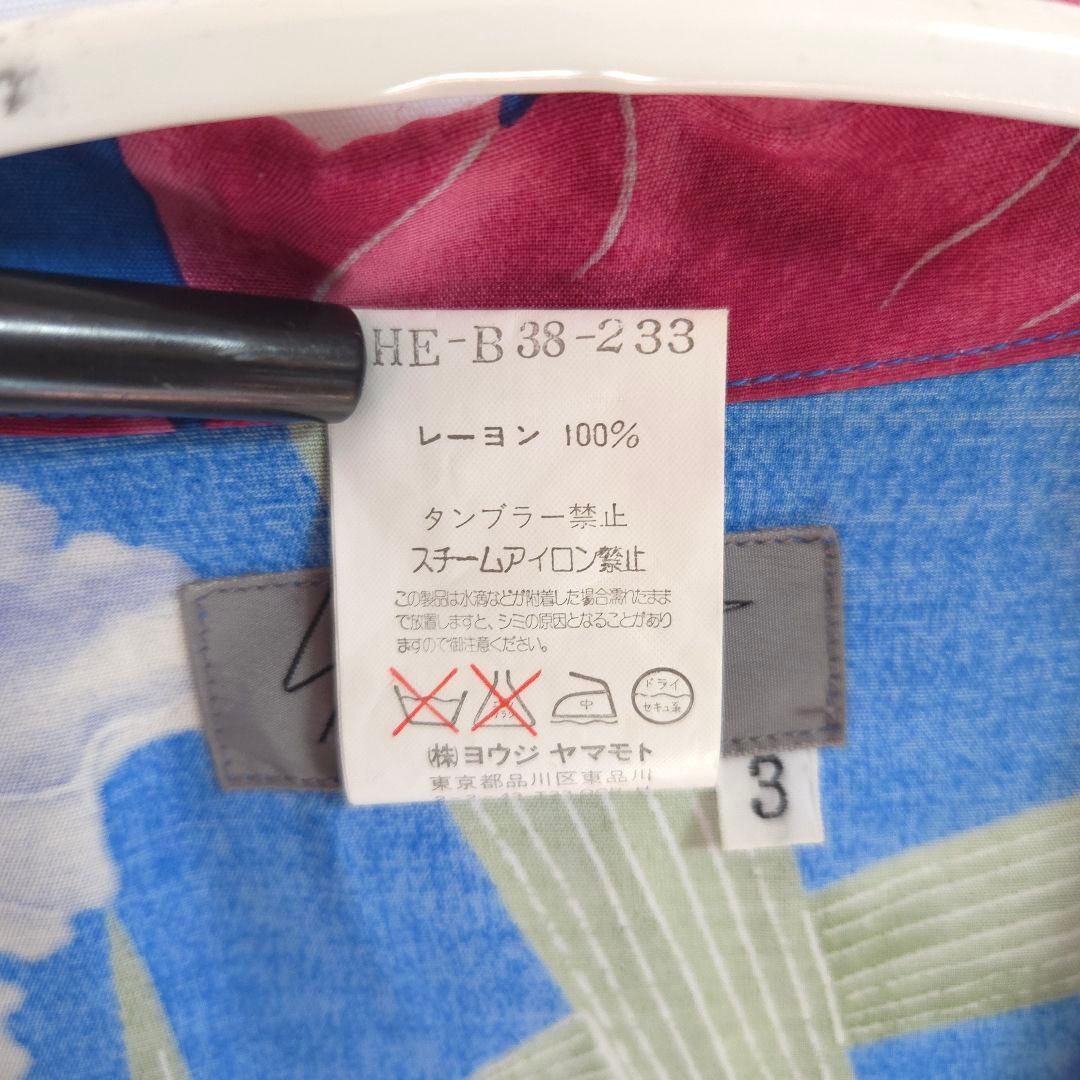 HE-B 38-233
レーヨン 100%
タンブラー禁止
スチームアイロン禁止
この製品は水滴などが附着した場合濡れたまま
で放置しますと、シミの原因となることがあり
ますので御注意ください。
中
ドライ
セキュ系
(株)ヨウジ ヤマモト
東京都品川区東品川
3